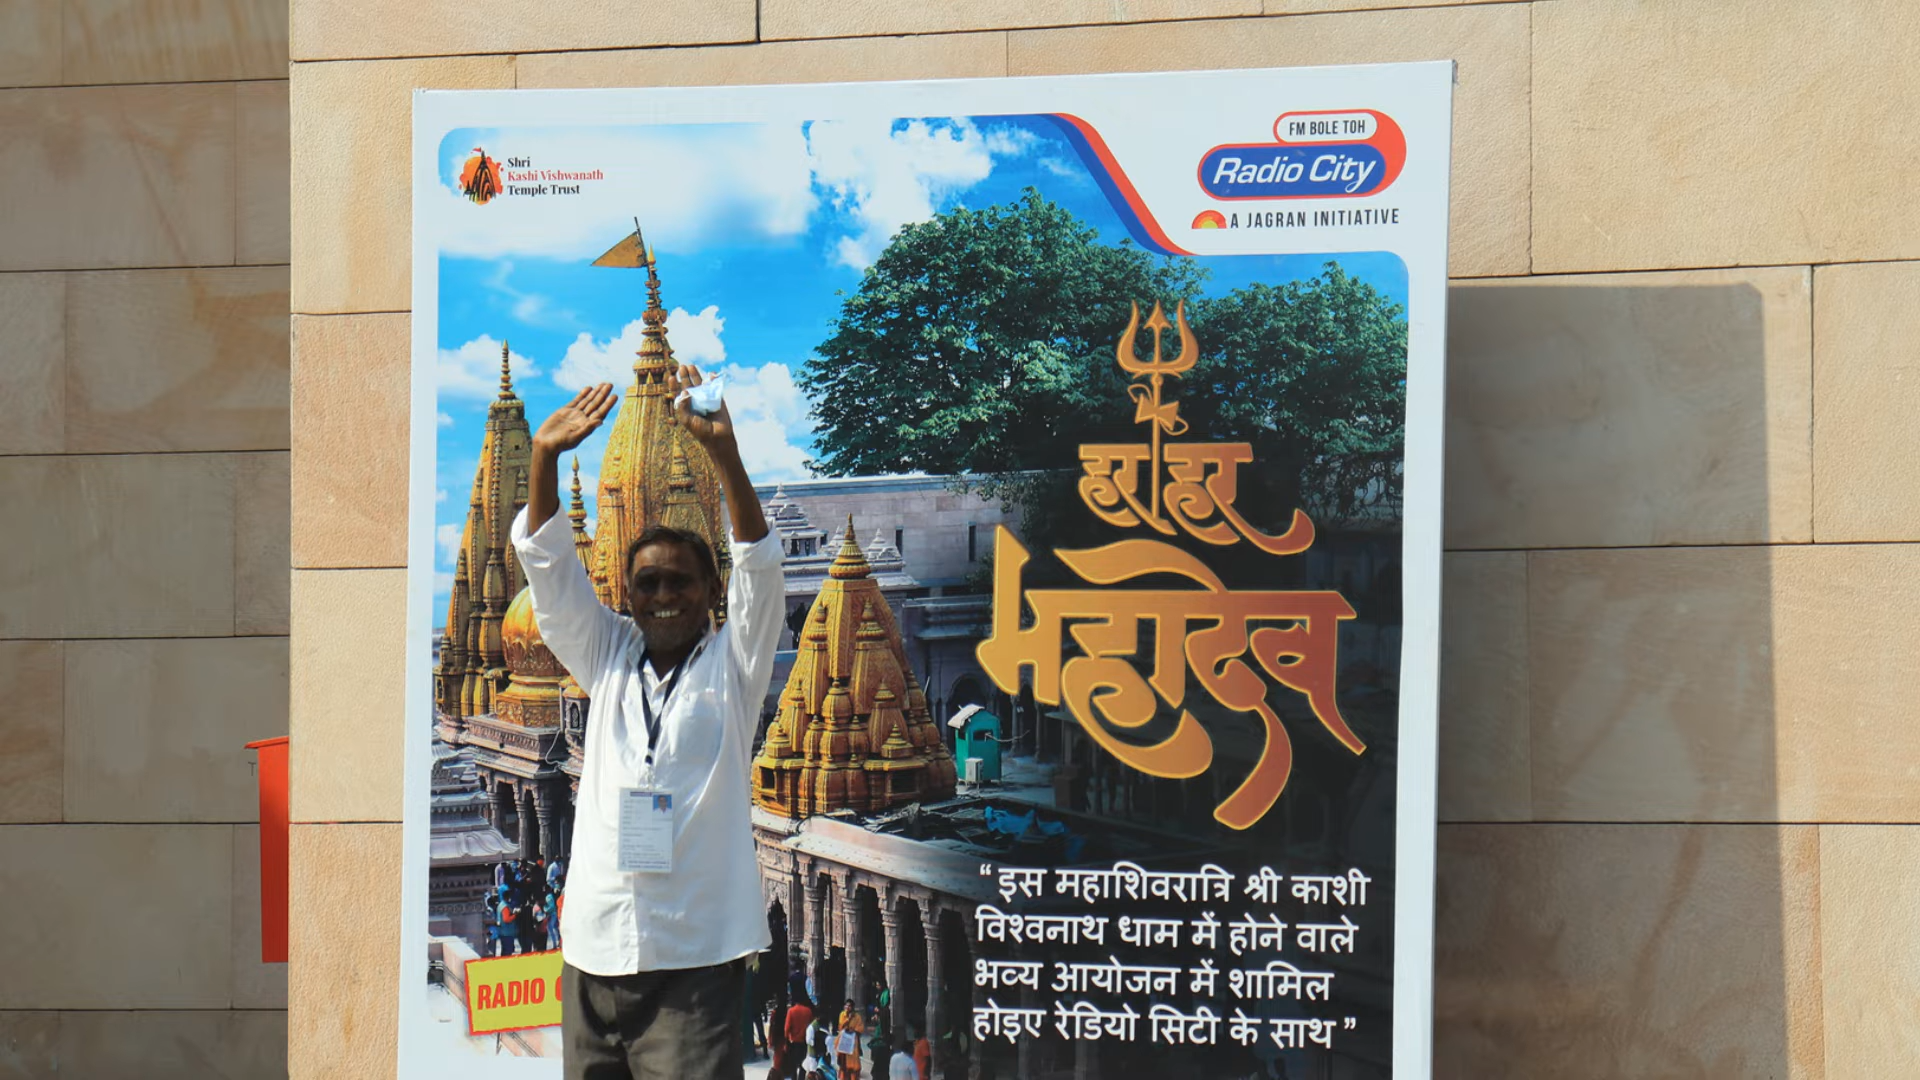 Shri
Kashi Vishwanath
Temple Trust
FM BOLE TOH
Radio City
A JAGRAN INITIATIVE
हर हर
महादेव
“ इस महाशिवरात्रि श्री काशी
विश्वनाथ धाम में होने वाले
भव्य आयोजन में शामिल
होइए रेडियो सिटी के साथ ”
RADIO